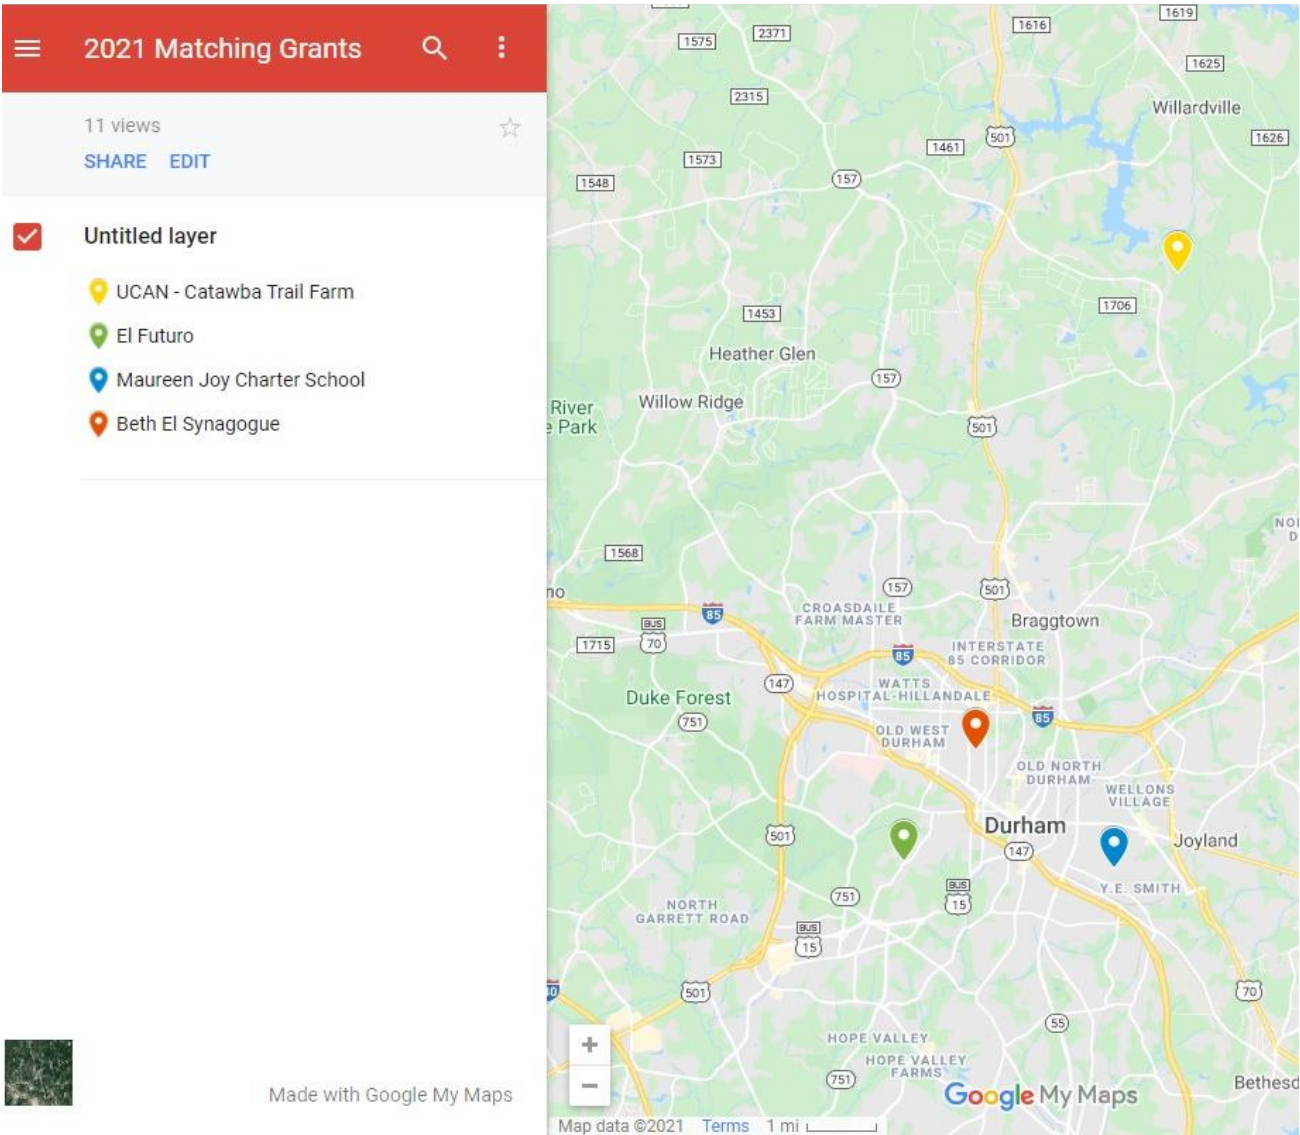 2021 Matching Grants
11 views
SHARE EDIT
Untitled layer
UCAN - Catawba Trail Farm
El Futuro
Maureen Joy Charter School
Beth El Synagogue
Made with Google My Maps
1619
1616
2371
1575
1625
2315
Willardville
501
1626
1461
1573
157
1548
1706
1453
Heather Glen
157
Willow Ridge
River
e Park
501
1568
NO
D
no
157
501
CROASDAILE
FARM MASTER
85
Braggtown
BUS
70
1715
INTERSTATE
85 CORRIDOR
85
147
WATTS
HOSPITAL-HILLANDALE
Duke Forest
751
85
OLD WEST
DURHAM
OLD NORTH
DURHAM
WELLONS
VILLAGE
Durham
501
Joyland
147
Y.E. SMITH
751
BUS
15
NORTH
GARRETT ROAD
BUS
15
501
70
55
HOPE VALLEY
HOPE VALLEY
FARMS
751
Bethesd
Google My Maps
Map data ©2021 Terms 1 mi